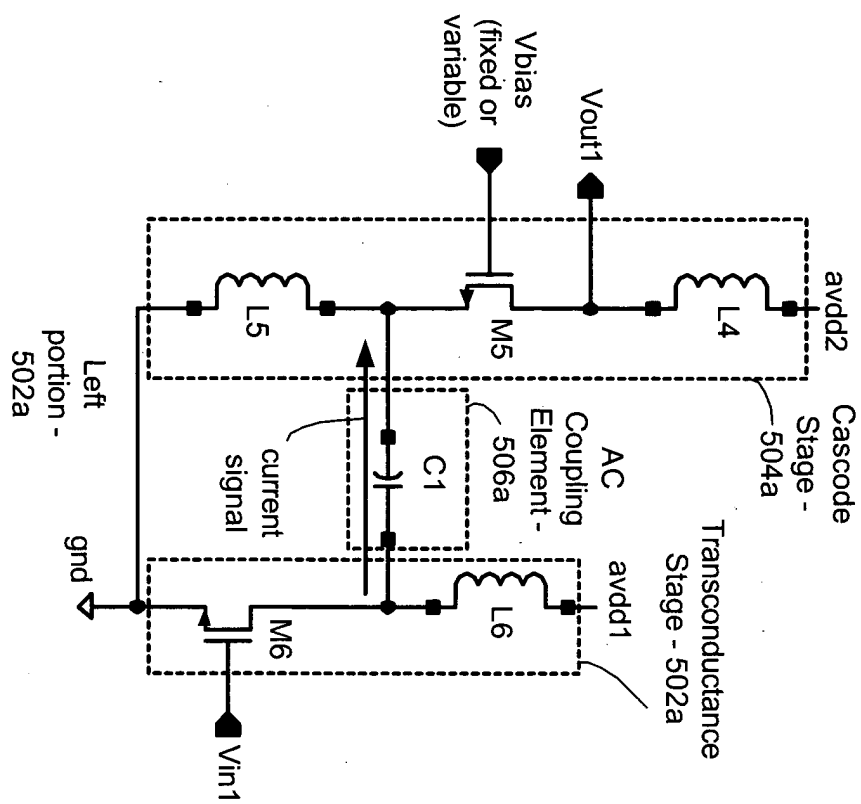 avdd2
Cascode
Stage -
504a
L4
Transconductance
Stage - 502a
avdd1
Vout1
AC
Coupling
Element -
506a
Vbias
(fixed or
variable)
M5
L6
C1
current
signal
L5
M6
Vin1
Left
portion -
502a
gnd